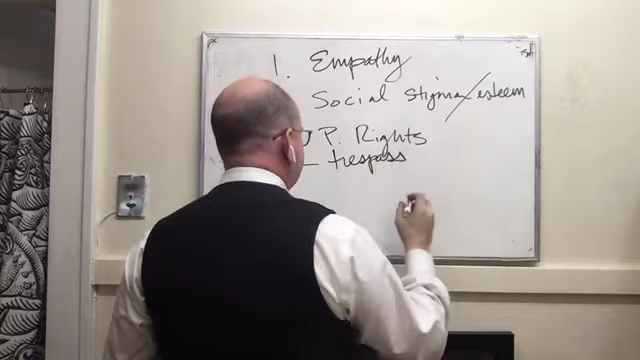 1. Empathy
Social Stigma/esteem
P. Rights
- trespass